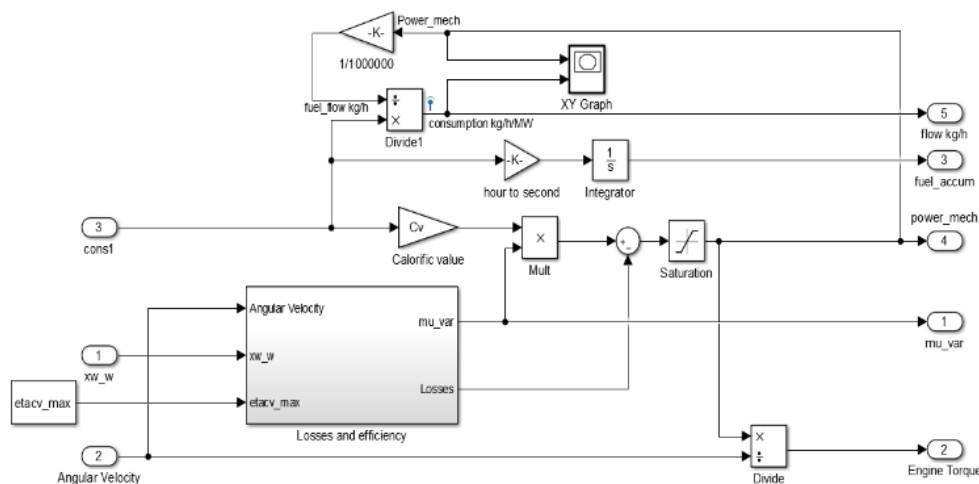 Power_mech
-K-
1/1000000
fuel_flow kg/h
÷
×
consumption kg/h/MW
Divide1
XY Graph
5
flow kg/h
-K-
hour to second
1
s
Integrator
3
fuel_accum
3
cons1
Cv
Calorific value
×
Mult
+
−
Saturation
power_mech
4
Angular Velocity
xw_w
etacv_max
mu_var
Losses
Losses and efficiency
1
mu_var
1
xw_w
etacv_max
2
Angular Velocity
×
÷
Divide
2
Engine Torque